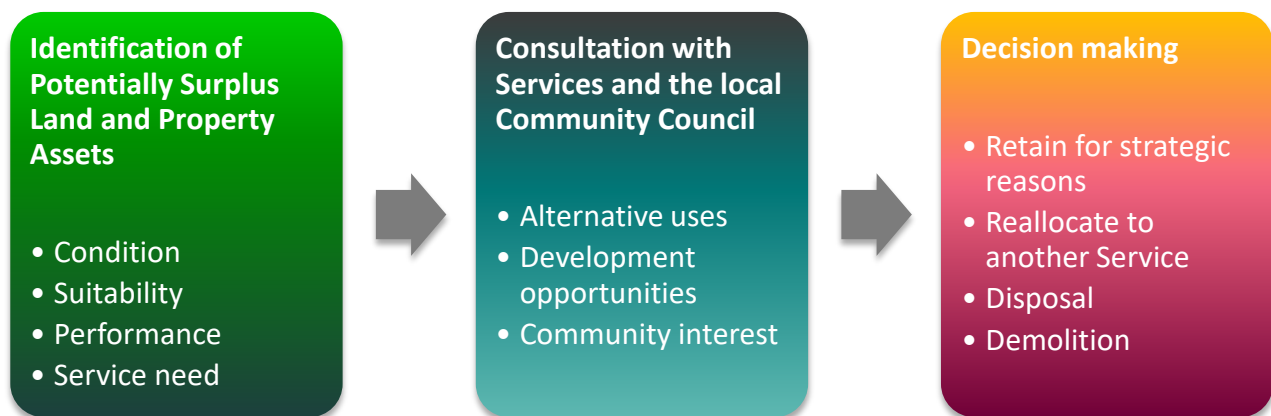 Identification of
Potentially Surplus
Land and Property
Assets
• Condition
• Suitability
• Performance
• Service need
Consultation with
Services and the local
Community Council
• Alternative uses
• Development
opportunities
• Community interest
Decision making
• Retain for strategic
reasons
• Reallocate to
another Service
• Disposal
• Demolition